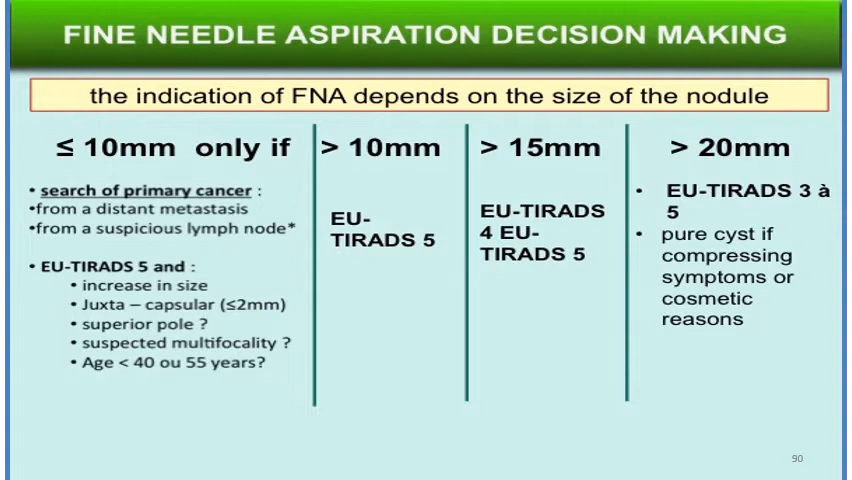 FINE NEEDLE ASPIRATION DECISION MAKING
the indication of FNA depends on the size of the nodule
≤ 10mm only if
• search of primary cancer :
•from a distant metastasis
•from a suspicious lymph node*
• EU-TIRADS 5 and :
• increase in size
• Juxta – capsular (≤2mm)
• superior pole ?
• suspected multifocality ?
• Age < 40 ou 55 years?
> 10mm
EU-
TIRADS 5
> 15mm
EU-TIRADS
4 EU-
TIRADS 5
> 20mm
• EU-TIRADS 3 à
5
• pure cyst if
compressing
symptoms or
cosmetic
reasons
90